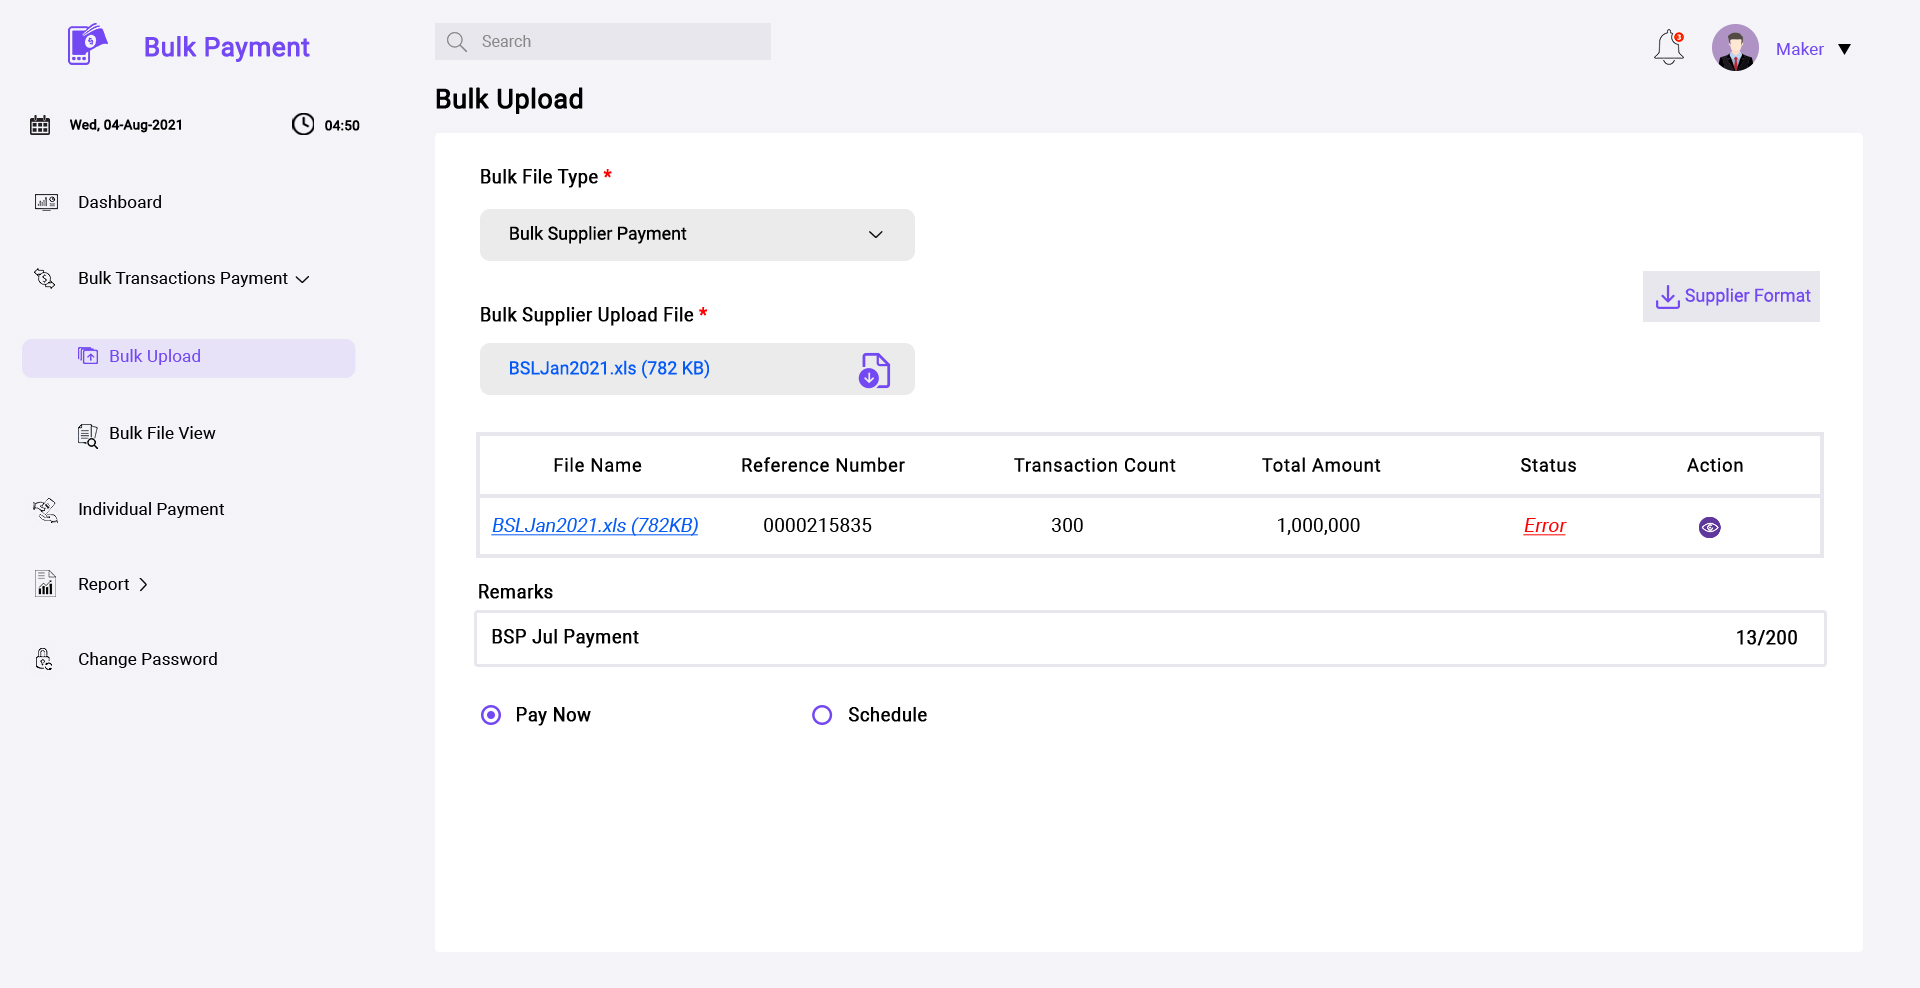 Bulk Payment
Search
3
Maker
Bulk Upload
Wed, 04-Aug-2021
04:50
Dashboard
Bulk Transactions Payment
Bulk Upload
Bulk File View
Individual Payment
Report
Change Password
Bulk File Type *
Bulk Supplier Payment
Supplier Format
Bulk Supplier Upload File *
BSLJan2021.xls (782 KB)
File Name Reference Number Transaction Count Total Amount Status Action
BSLJan2021.xls (782KB) 0000215835 300 1,000,000 Error
Remarks
BSP Jul Payment 13/200
Pay Now Schedule